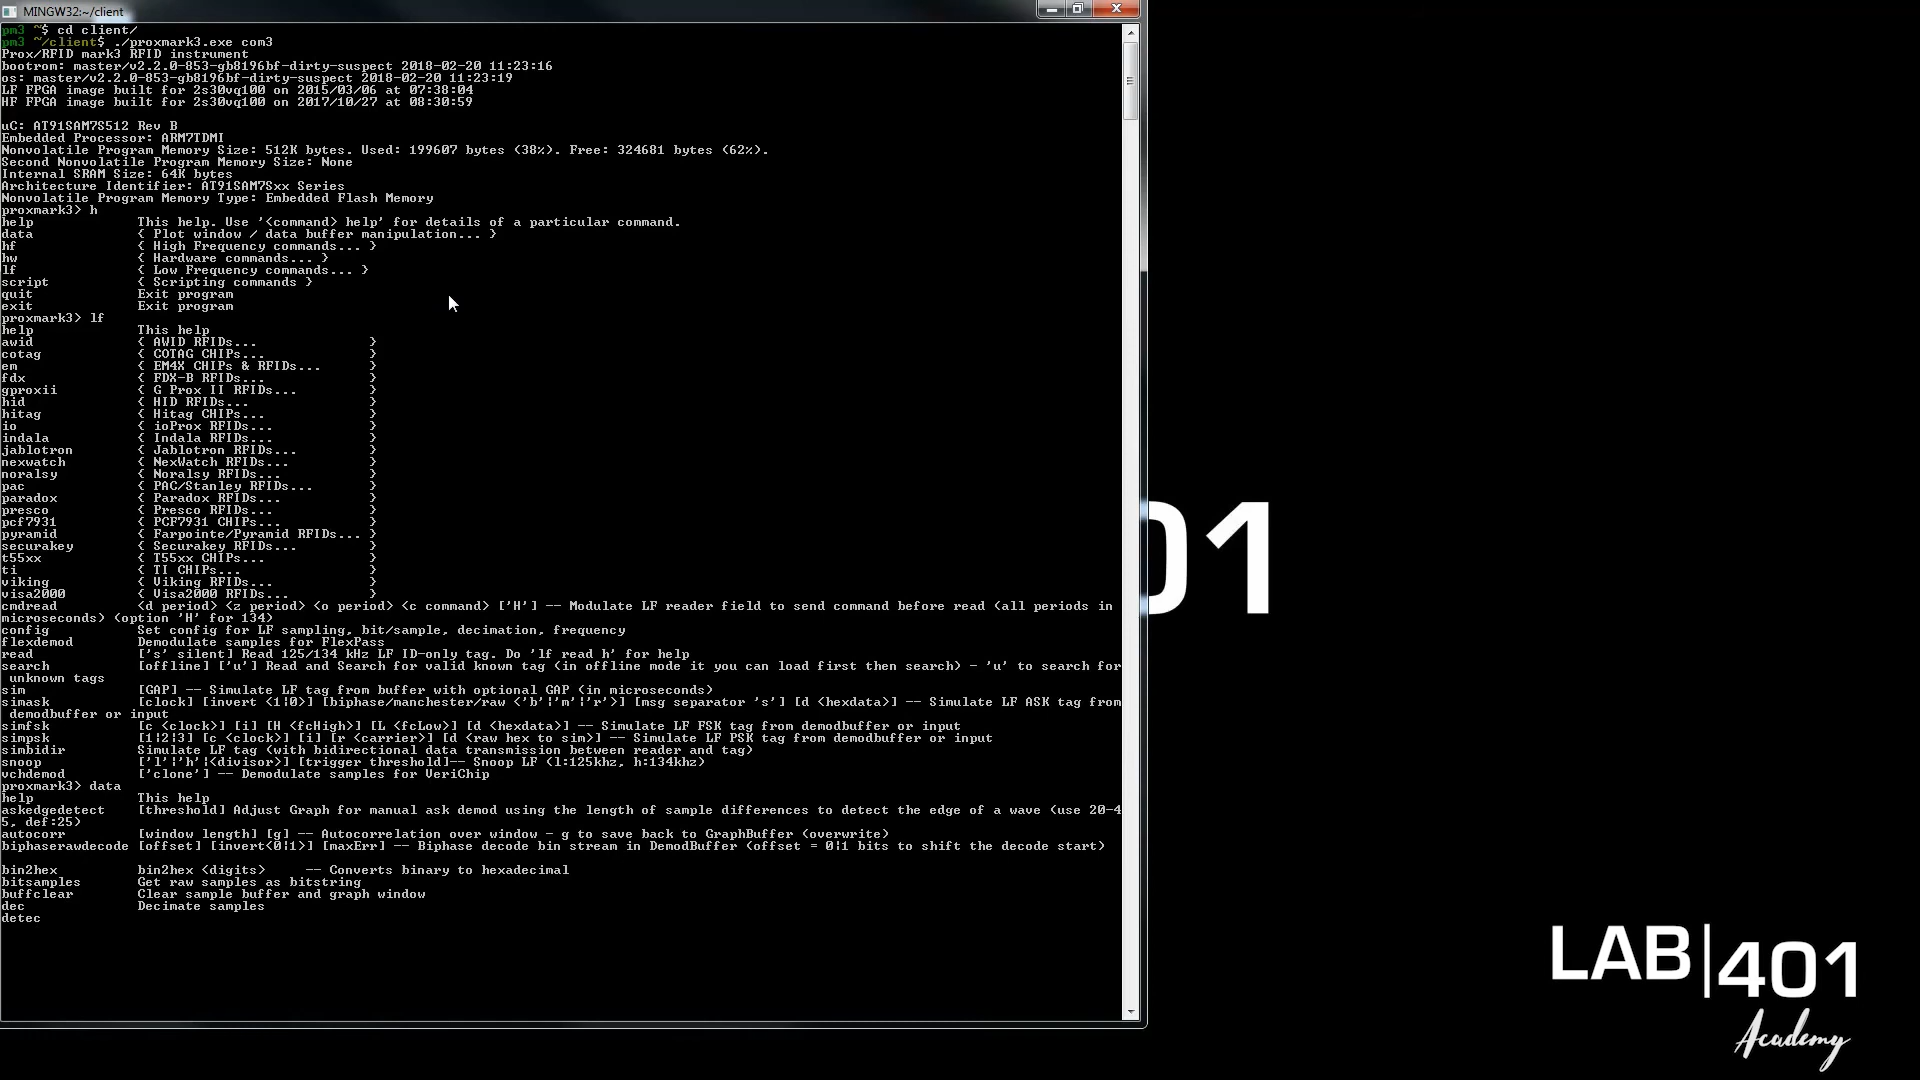 MINGW32:~/client
pm3 ~$ cd client/
pm3 ~/client$ ./proxmark3.exe com3
Prox/RFID mark3 RFID instrument
bootrom: master/v2.2.0-853-gb8196bf-dirty-suspect 2018-02-20 11:23:16
os: master/v2.2.0-853-gb8196bf-dirty-suspect 2018-02-20 11:23:19
LF FPGA image built for 2s30vq100 on 2015/03/06 at 07:38:04
HF FPGA image built for 2s30vq100 on 2017/10/27 at 08:30:59
uC: AT91SAM7S512 Rev B
Embedded Processor: ARM7TDMI
Nonvolatile Program Memory Size: 512K bytes. Used: 199607 bytes (38%). Free: 324681 bytes (62%).
Second Nonvolatile Program Memory Size: None
Internal SRAM Size: 64K bytes
Architecture Identifier: AT91SAM7Sxx Series
Nonvolatile Program Memory Type: Embedded Flash Memory
proxmark3> h
help             This help. Use '<command> help' for details of a particular command.
data             { Plot window / data buffer manipulation... }
hf               { High Frequency commands... }
hw               { Hardware commands... }
lf               { Low Frequency commands... }
script           { Scripting commands }
quit             Exit program
exit             Exit program
proxmark3> lf
help             This help
awid             { AWID RFIDs...              }
cotag            { COTAG CHIPs...             }
em               { EM4X CHIPs & RFIDs...      }
fdx              { FDX-B RFIDs...             }
gproxii          { G Prox II RFIDs...         }
hid              { HID RFIDs...               }
hitag            { Hitag CHIPs...             }
io               { ioProx RFIDs...            }
indala           { Indala RFIDs...            }
jablotron        { Jablotron RFIDs...         }
nexwatch         { NexWatch RFIDs...          }
noralsy          { Noralsy RFIDs...           }
pac              { PAC/Stanley RFIDs...       }
paradox          { Paradox RFIDs...           }
presco           { Presco RFIDs...            }
pcf7931          { PCF7931 CHIPs...           }
pyramid          { Farpointe/Pyramid RFIDs... }
securakey        { Securakey RFIDs...         }
t55xx            { T55xx CHIPs...             }
ti               { TI CHIPs...                }
viking           { Viking RFIDs...            }
visa2000         { Visa2000 RFIDs...          }
cmdread          <d period> <z period> <o period> <c command> ['H'] -- Modulate LF reader field to send command before read (all periods in
microseconds) (option 'H' for 134)
config           Set config for LF sampling, bit/sample, decimation, frequency
flexdemod        Demodulate samples for FlexPass
read             ['s' silent] Read 125/134 kHz LF ID-only tag. Do 'lf read h' for help
search           [offline] ['u'] Read and Search for valid known tag (in offline mode it you can load first then search) - 'u' to search for
 unknown tags
sim              [GAP] -- Simulate LF tag from buffer with optional GAP (in microseconds)
simask           [clock] [invert <1|0>] [biphase/manchester/raw <'b'|'m'|'r'>] [msg separator 's'] [d <hexdata>] -- Simulate LF ASK tag from
 demodbuffer or input
simfsk           [c <clock>] [i] [H <fcHigh>] [L <fcLow>] [d <hexdata>] -- Simulate LF FSK tag from demodbuffer or input
simpsk           [1|2|3] [c <clock>] [i] [r <carrier>] [d <raw hex to sim>] -- Simulate LF PSK tag from demodbuffer or input
simbidir         Simulate LF tag (with bidirectional data transmission between reader and tag)
snoop            ['l'|'h'|<divisor>] [trigger threshold]-- Snoop LF (l:125khz, h:134khz)
vchdemod         ['clone'] -- Demodulate samples for VeriChip
proxmark3> data
help             This help
askedgedetect    [threshold] Adjust Graph for manual ask demod using the length of sample differences to detect the edge of a wave (use 20-4
5, def:25)
autocorr         [window length] [g] -- Autocorrelation over window - g to save back to GraphBuffer (overwrite)
biphaserawdecode [offset] [invert<0|1>] [maxErr] -- Biphase decode bin stream in DemodBuffer (offset = 0|1 bits to shift the decode start)
bin2hex          bin2hex <digits>     -- Converts binary to hexadecimal
bitsamples       Get raw samples as bitstring
buffclear        Clear sample buffer and graph window
dec              Decimate samples
detec
01
LAB|401
Academy